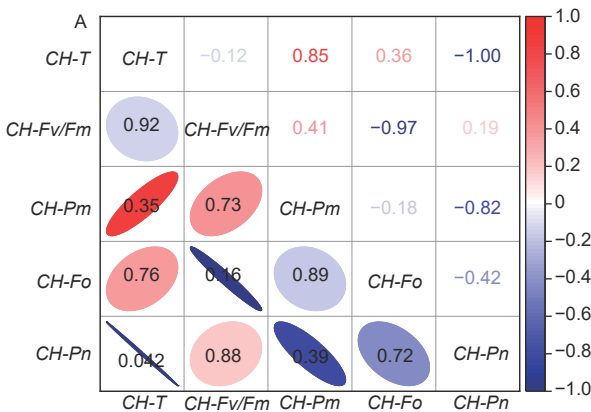 A
CH-T CH-T −0.12 0.85 0.36 −1.00
CH-Fv/Fm 0.92 CH-Fv/Fm 0.41 −0.97 0.19
CH-Pm 0.35 0.73 CH-Pm −0.18 −0.82
CH-Fo 0.76 0.16 0.89 CH-Fo −0.42
CH-Pn 0.042 0.88 0.39 0.72 CH-Pn
CH-T CH-Fv/Fm CH-Pm CH-Fo CH-Pn
1.0
0.8
0.6
0.4
0.2
0
−0.2
−0.4
−0.6
−0.8
−1.0